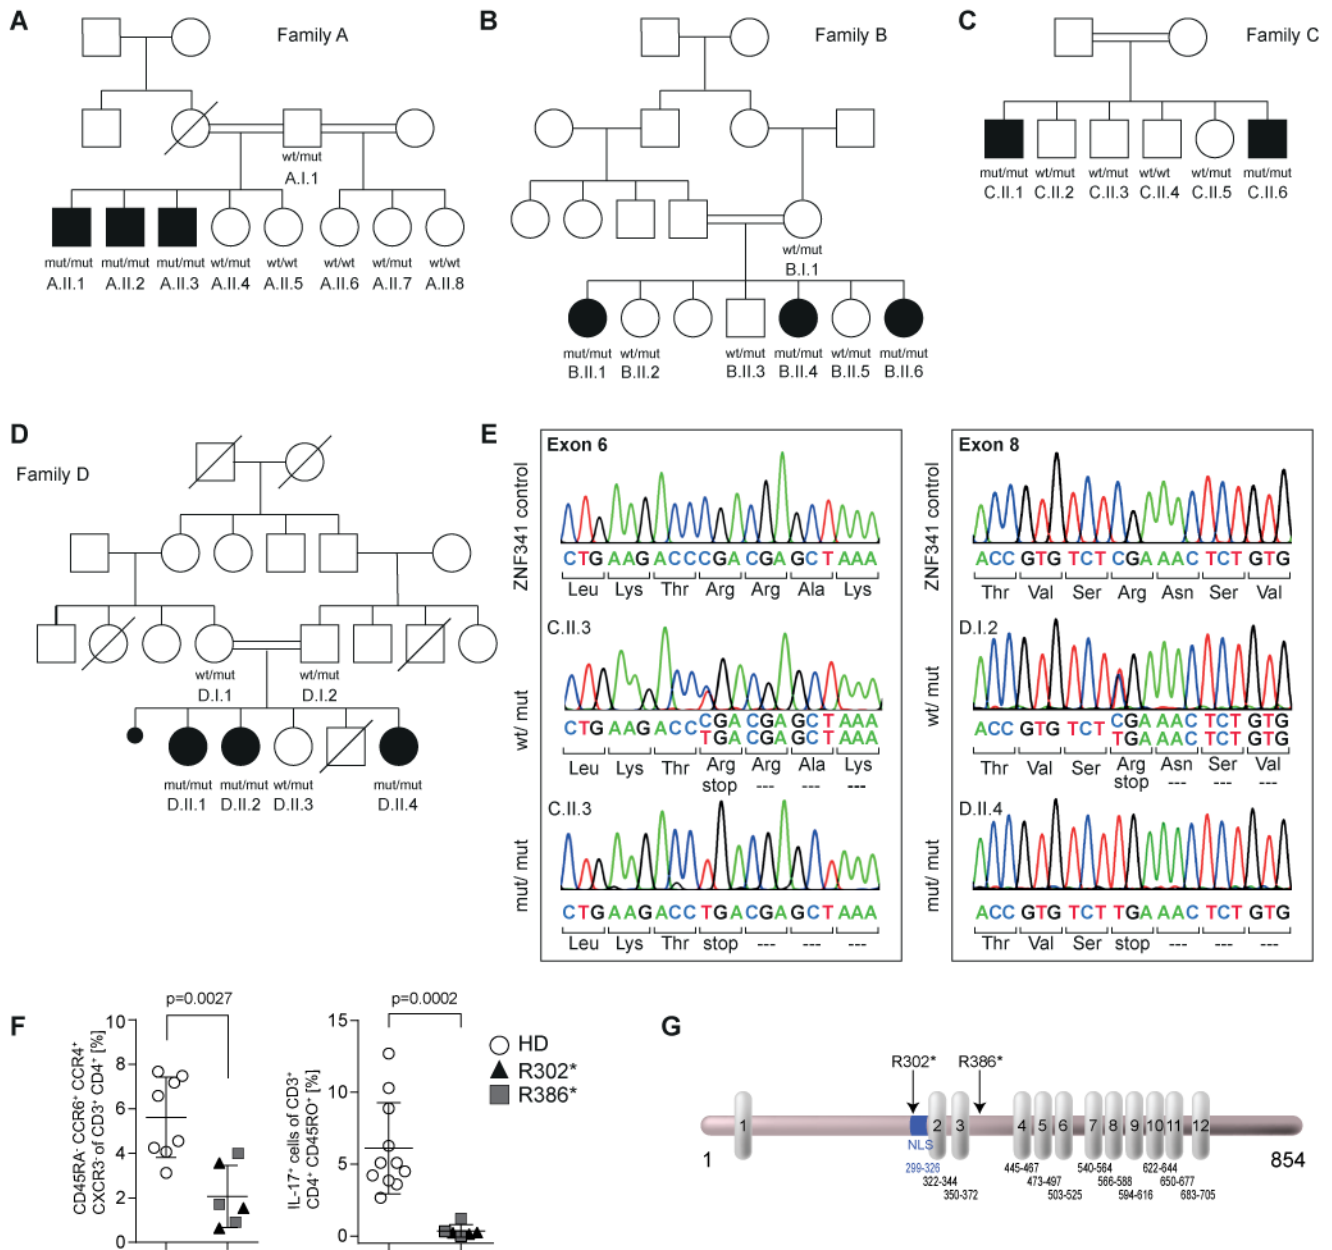 A
Family A
wt/mut
A.I.1
mut/mut mut/mut mut/mut wt/mut wt/wt wt/wt wt/mut wt/wt
A.II.1 A.II.2 A.II.3 A.II.4 A.II.5 A.II.6 A.II.7 A.II.8
B
Family B
wt/mut
B.I.1
mut/mut wt/mut wt/mut mut/mut wt/mut mut/mut
B.II.1 B.II.2 B.II.3 B.II.4 B.II.5 B.II.6
C
Family C
mut/mut wt/mut wt/mut wt/wt wt/mut mut/mut
C.II.1 C.II.2 C.II.3 C.II.4 C.II.5 C.II.6
D
Family D
wt/mut wt/mut
D.I.1 D.I.2
mut/mut mut/mut wt/mut mut/mut
D.II.1 D.II.2 D.II.3 D.II.4
E
Exon 6
ZNF341 control
CTG AAG ACC CGA CGA GCT AAA
Leu Lys Thr Arg Arg Ala Lys
C.II.3
wt/ mut
CTG AAG ACC CGA CGA GCT AAA
TGA CGA GCT AAA
Leu Lys Thr Arg Arg Ala Lys
stop --- --- ---
C.II.3
mut/ mut
CTG AAG ACC TGA CGA GCT AAA
Leu Lys Thr stop --- --- ---
Exon 8
ZNF341 control
ACC GTG TCT CGA AAC TCT GTG
Thr Val Ser Arg Asn Ser Val
D.I.2
wt/ mut
ACC GTG TCT CGA AAC TCT GTG
TGA AAC TCT GTG
Thr Val Ser Arg Asn Ser Val
stop --- --- ---
D.II.4
mut/ mut
ACC GTG TCT TGA AAC TCT GTG
Thr Val Ser stop --- --- ---
F
p=0.0027
CD45RA⁻ CCR6⁺ CCR4⁺
CXCR3⁻ of CD3⁺ CD4⁺ [%]
10
8
6
4
2
0
p=0.0002
IL-17⁺ cells of CD3⁺
CD4⁺ CD45RO⁺ [%]
15
10
5
0
HD
R302*
R386*
G
R302* R386*
1 2 3 4 5 6 7 8 9 10 11 12
NLS
1 854
299-326 445-467 540-564 622-644
322-344 473-497 566-588 650-677
350-372 503-525 594-616 683-705